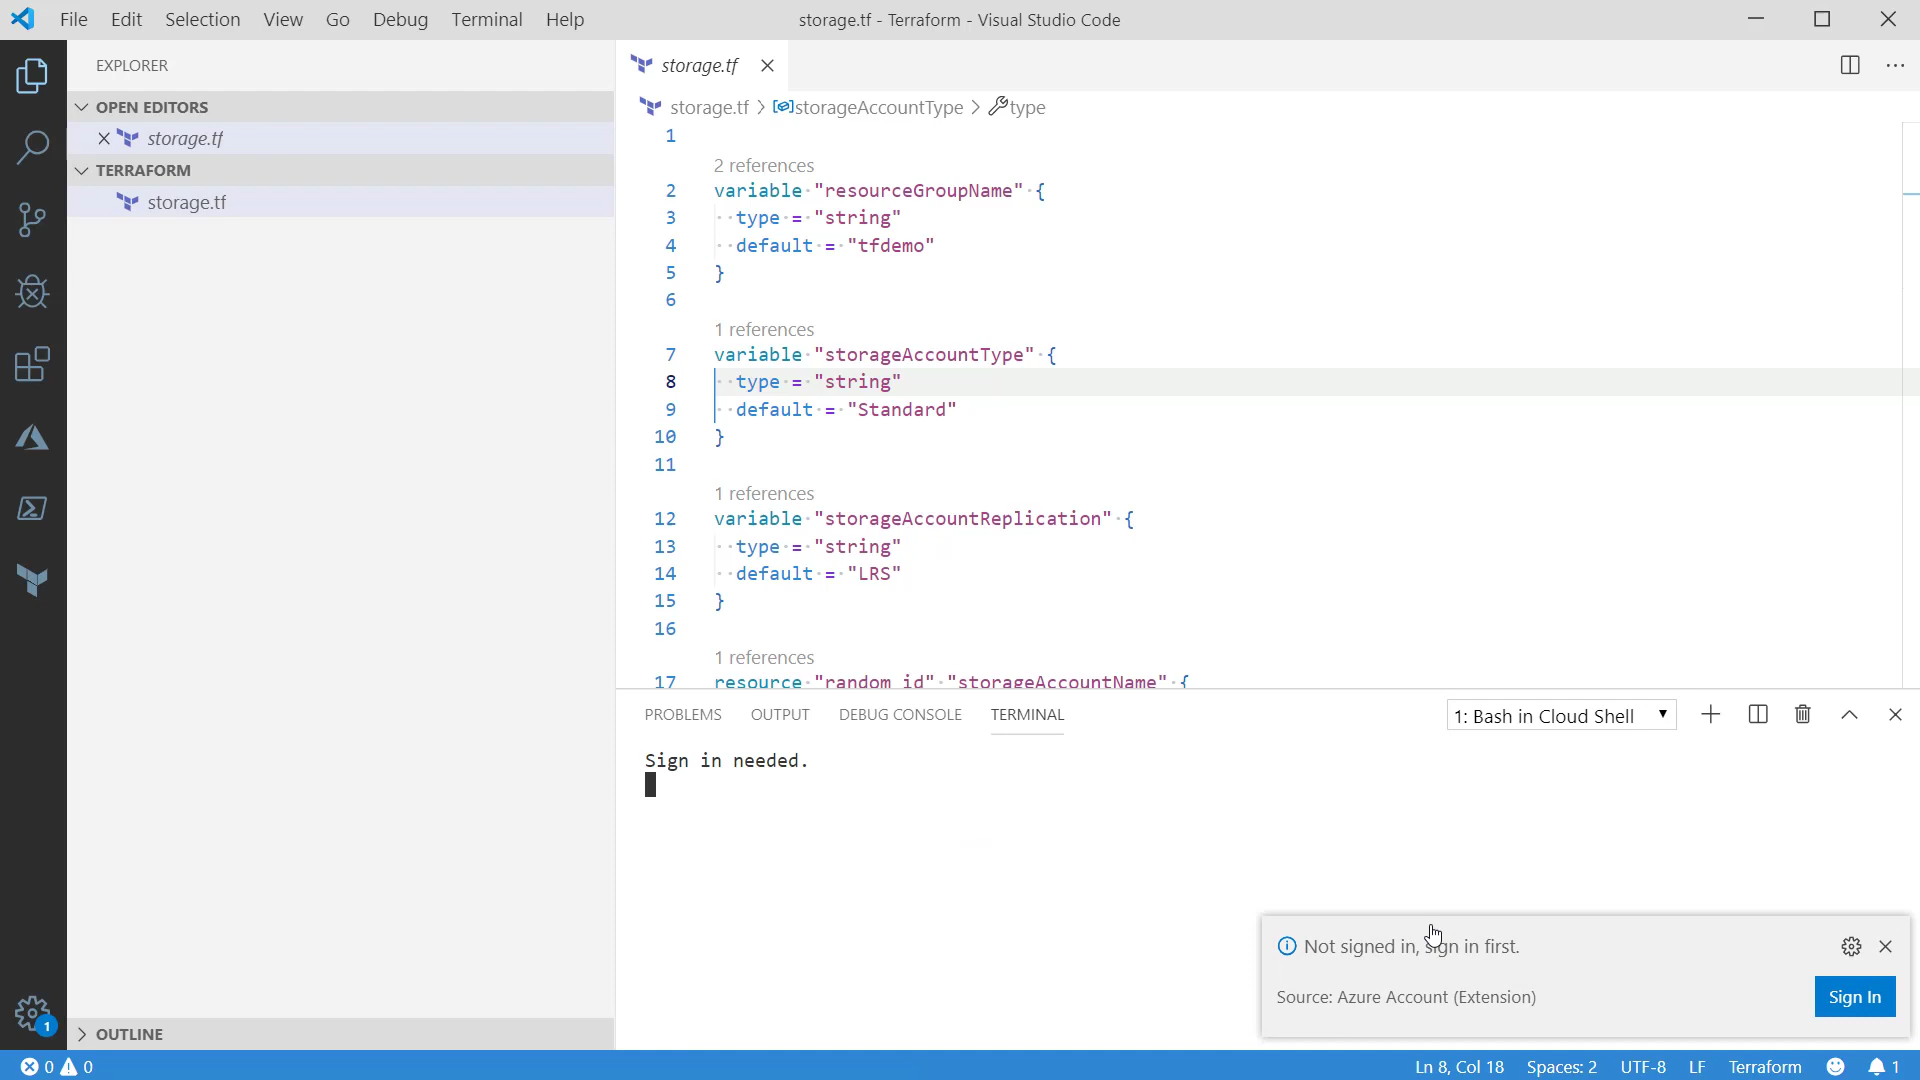 File Edit Selection View Go Debug Terminal Help
storage.tf - Terraform - Visual Studio Code
EXPLORER
OPEN EDITORS
storage.tf
TERRAFORM
storage.tf
OUTLINE
storage.tf
storage.tf > storageAccountType > type
1
2 references
2 variable "resourceGroupName" {
3 type = "string"
4 default = "tfdemo"
5 }
6
1 references
7 variable "storageAccountType" {
8 type = "string"
9 default = "Standard"
10 }
11
1 references
12 variable "storageAccountReplication" {
13 type = "string"
14 default = "LRS"
15 }
16
1 references
17 resource "random_id" "storageAccountName" {
PROBLEMS OUTPUT DEBUG CONSOLE TERMINAL
1: Bash in Cloud Shell
Sign in needed.
Not signed in, sign in first.
Source: Azure Account (Extension)
Sign In
1
0 0
Ln 8, Col 18 Spaces: 2 UTF-8 LF Terraform 1